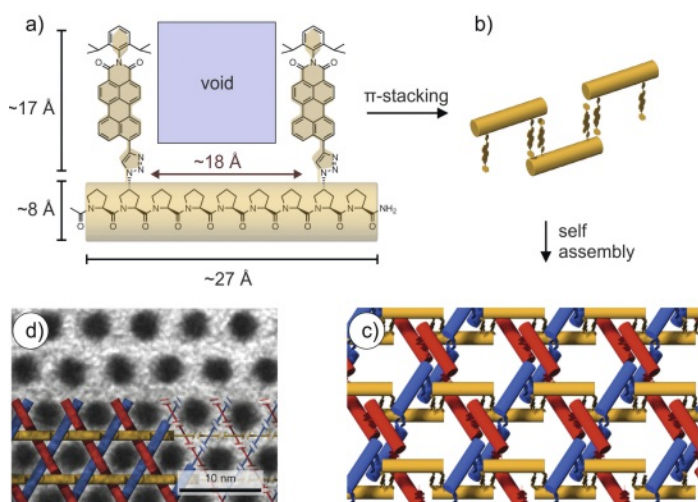 a)
b)
void
~17 Å
π-stacking
~18 Å
N
O
O
N
O
O
N
N
N
N
N
N
~8 Å
N
O
N
O
N
O
N
O
N
O
N
O
N
O
N
O
N
O
NH₂
~27 Å
self
assembly
d)
c)
10 nm